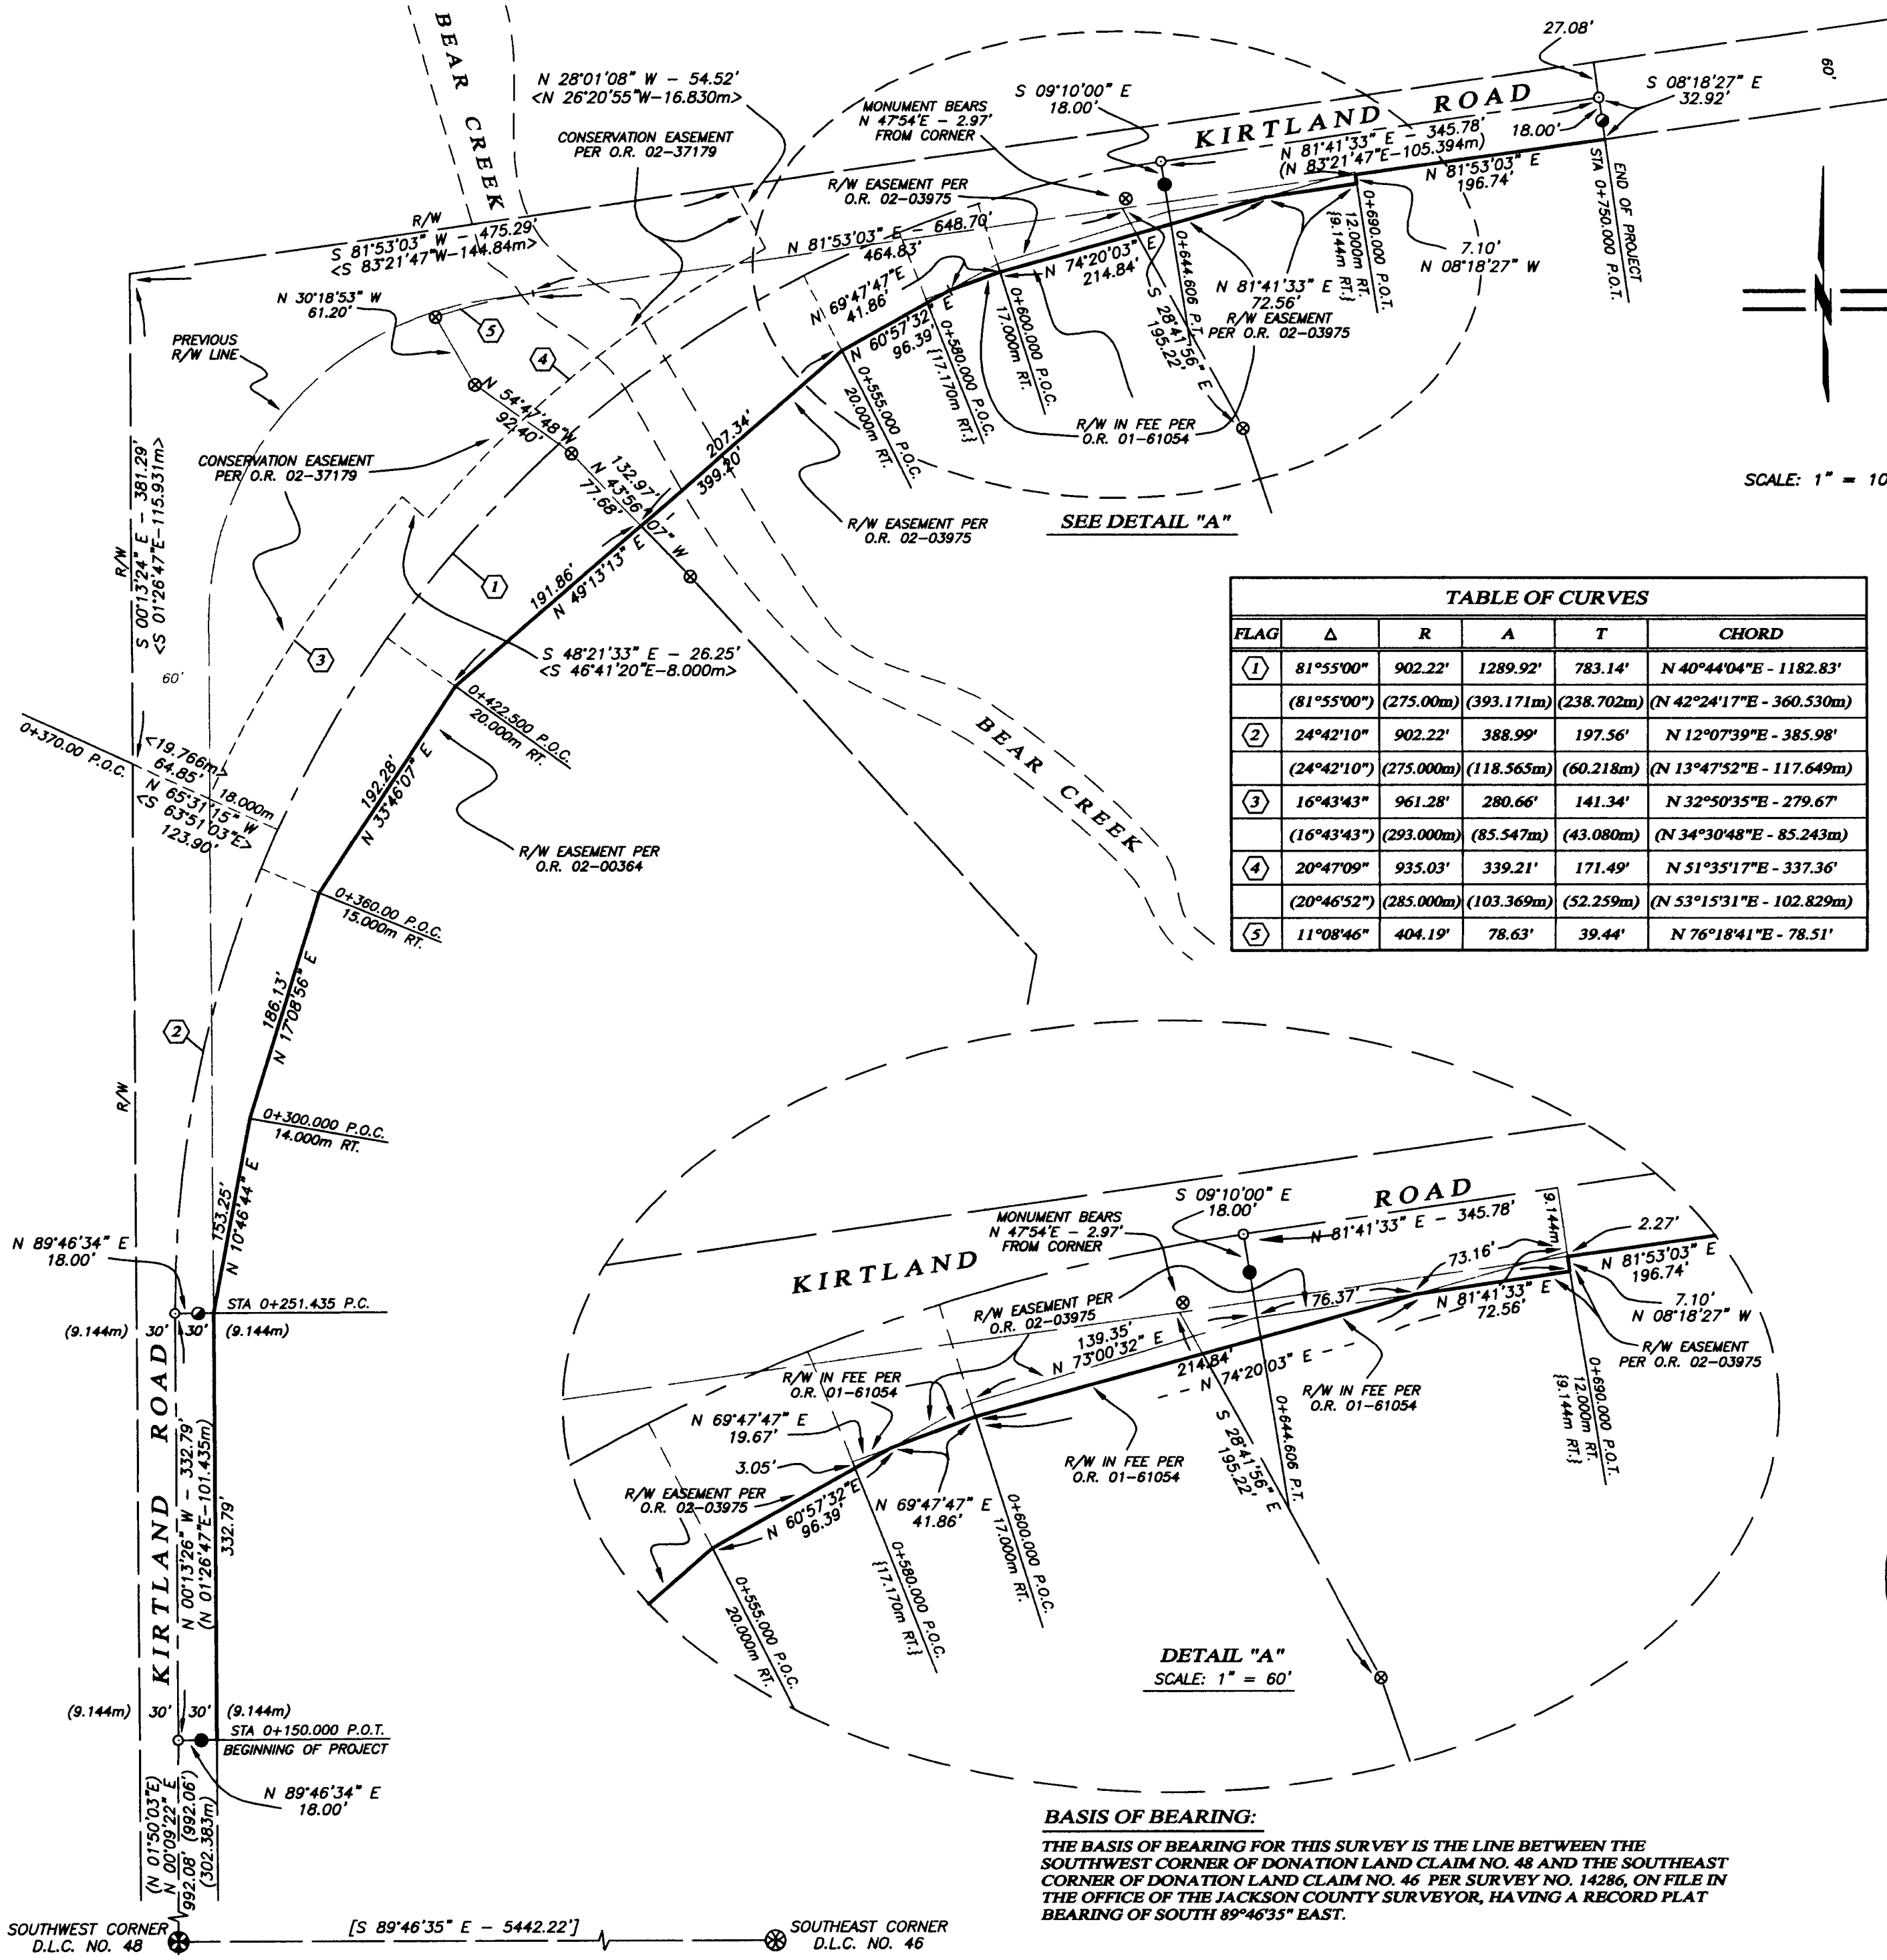 BEAR CREEK
N 28°01'08" W - 54.52'
<N 26°20'55"W-16.830m>
CONSERVATION EASEMENT
PER O.R. 02-37179
MONUMENT BEARS
N 47°54'E - 2.97'
FROM CORNER
S 09°10'00" E
18.00'
27.08'
S 08°18'27" E
32.92'
60'
KIRTLAND ROAD
N 81°41'33" E - 345.78'
(N 83°21'47"E-105.394m)
18.00'
N 81°53'03" E
196.74'
STA 0+750.000 P.O.T.
END OF PROJECT
R/W EASEMENT PER
O.R. 02-03975
R/W
S 81°53'03" W - 475.29'
<S 83°21'47"W-144.84m>
N 81°53'03" E - 648.70'
464.83'
N 69°47'47"E
41.86'
N 74°20'03" E
214.84'
0+644.606 P.T.
0+690.000 P.O.T.
12.000m RT.
{9.144m RT.}
7.10'
N 08°18'27" W
N 81°41'33" E
72.56'
R/W EASEMENT
PER O.R. 02-03975
S 28°41'56" E
195.22'
N 30°18'53" W
61.20'
5
PREVIOUS
R/W LINE
4
N 54°47'48"W
92.40'
N 60°57'32" E
96.39'
0+580.000 P.O.C.
{17.170m RT.}
0+600.000 P.O.C.
17.000m RT.
0+555.000 P.O.C.
20.000m RT.
R/W IN FEE PER
O.R. 01-61054
N
SCALE: 1" = 10
SEE DETAIL "A"
CONSERVATION EASEMENT
PER O.R. 02-37179
R/W
S 00°13'24" E - 381.29'
<S 01°26'47"E-115.931m>
207.34'
399.20'
132.97'
N 43°56'07" W
77.68'
R/W EASEMENT PER
O.R. 02-03975
1
191.86'
N 49°13'13" E
S 48°21'33" E - 26.25'
<S 46°41'20"E-8.000m>
3
60'
0+422.500 P.O.C.
20.000m RT.
0+370.00 P.O.C.
<19.766m>
64.85'
18.000m
N 65°31'15" W
<S 63°51'03"E>
123.90'
192.28'
N 33°46'07" E
R/W EASEMENT PER
O.R. 02-00364
BEAR CREEK
0+360.00 P.O.C.
15.000m RT.
TABLE OF CURVES
FLAG Δ R A T CHORD
1 81°55'00" 902.22' 1289.92' 783.14' N 40°44'04"E - 1182.83'
(81°55'00") (275.00m) (393.171m) (238.702m) (N 42°24'17"E - 360.530m)
2 24°42'10" 902.22' 388.99' 197.56' N 12°07'39"E - 385.98'
(24°42'10") (275.000m) (118.565m) (60.218m) (N 13°47'52"E - 117.649m)
3 16°43'43" 961.28' 280.66' 141.34' N 32°50'35"E - 279.67'
(16°43'43") (293.000m) (85.547m) (43.080m) (N 34°30'48"E - 85.243m)
4 20°47'09" 935.03' 339.21' 171.49' N 51°35'17"E - 337.36'
(20°46'52") (285.000m) (103.369m) (52.259m) (N 53°15'31"E - 102.829m)
5 11°08'46" 404.19' 78.63' 39.44' N 76°18'41"E - 78.51'
2
R/W
186.13'
N 17°08'56" E
0+300.000 P.O.C.
14.000m RT.
153.25'
N 10°46'44" E
N 89°46'34" E
18.00'
STA 0+251.435 P.C.
(9.144m) 30' 30' (9.144m)
KIRTLAND ROAD
N 00°13'26" W - 332.79'
(N 01°26'47"E-101.435m)
332.79'
(9.144m) 30' 30' (9.144m)
STA 0+150.000 P.O.T.
BEGINNING OF PROJECT
N 89°46'34" E
18.00'
(N 01°50'03"E)
N 00°09'22" E
992.08' (992.06')
(302.383m)
SOUTHWEST CORNER
D.L.C. NO. 48
[S 89°46'35" E - 5442.22']
SOUTHEAST CORNER
D.L.C. NO. 46
KIRTLAND ROAD
S 09°10'00" E
18.00'
MONUMENT BEARS
N 47°54'E - 2.97'
FROM CORNER
N 81°41'33" E - 345.78'
9.144m
2.27'
73.16'
N 81°53'03" E
196.74'
R/W EASEMENT PER
O.R. 02-03975
76.37'
N 81°41'33" E
72.56'
7.10'
N 08°18'27" W
R/W EASEMENT
PER O.R. 02-03975
139.35'
N 73°00'32" E
214.84'
N 74°20'03" E
R/W IN FEE PER
O.R. 01-61054
R/W IN FEE PER
O.R. 01-61054
0+690.000 P.O.T.
12.000m RT.
{9.144m RT.}
N 69°47'47" E
19.67'
3.05'
R/W EASEMENT PER
O.R. 02-03975
N 60°57'32"E
96.39'
N 69°47'47" E
41.86'
R/W IN FEE PER
O.R. 01-61054
S 28°41'56" E
195.22'
0+644.606 P.T.
0+600.000 P.O.C.
17.000m RT.
0+580.000 P.O.C.
{17.170m RT.}
0+555.000 P.O.C.
20.000m RT.
DETAIL "A"
SCALE: 1" = 60'
BASIS OF BEARING:
THE BASIS OF BEARING FOR THIS SURVEY IS THE LINE BETWEEN THE
SOUTHWEST CORNER OF DONATION LAND CLAIM NO. 48 AND THE SOUTHEAST
CORNER OF DONATION LAND CLAIM NO. 46 PER SURVEY NO. 14286, ON FILE IN
THE OFFICE OF THE JACKSON COUNTY SURVEYOR, HAVING A RECORD PLAT
BEARING OF SOUTH 89°46'35" EAST.